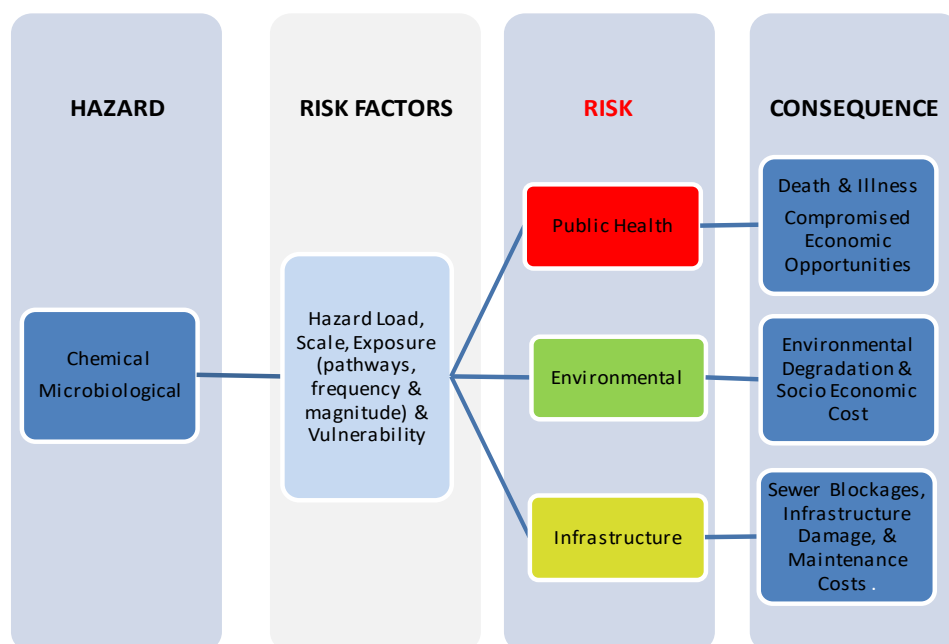 HAZARD
RISK FACTORS
RISK
CONSEQUENCE
Chemical
Microbiological
Hazard Load,
Scale, Exposure
(pathways,
frequency &
magnitude) &
Vulnerability
Public Health
Environmental
Infrastructure
Death & Illness
Compromised
Economic
Opportunities
Environmental
Degradation &
Socio Economic
Cost
Sewer Blockages,
Infrastructure
Damage, &
Maintenance
Costs .